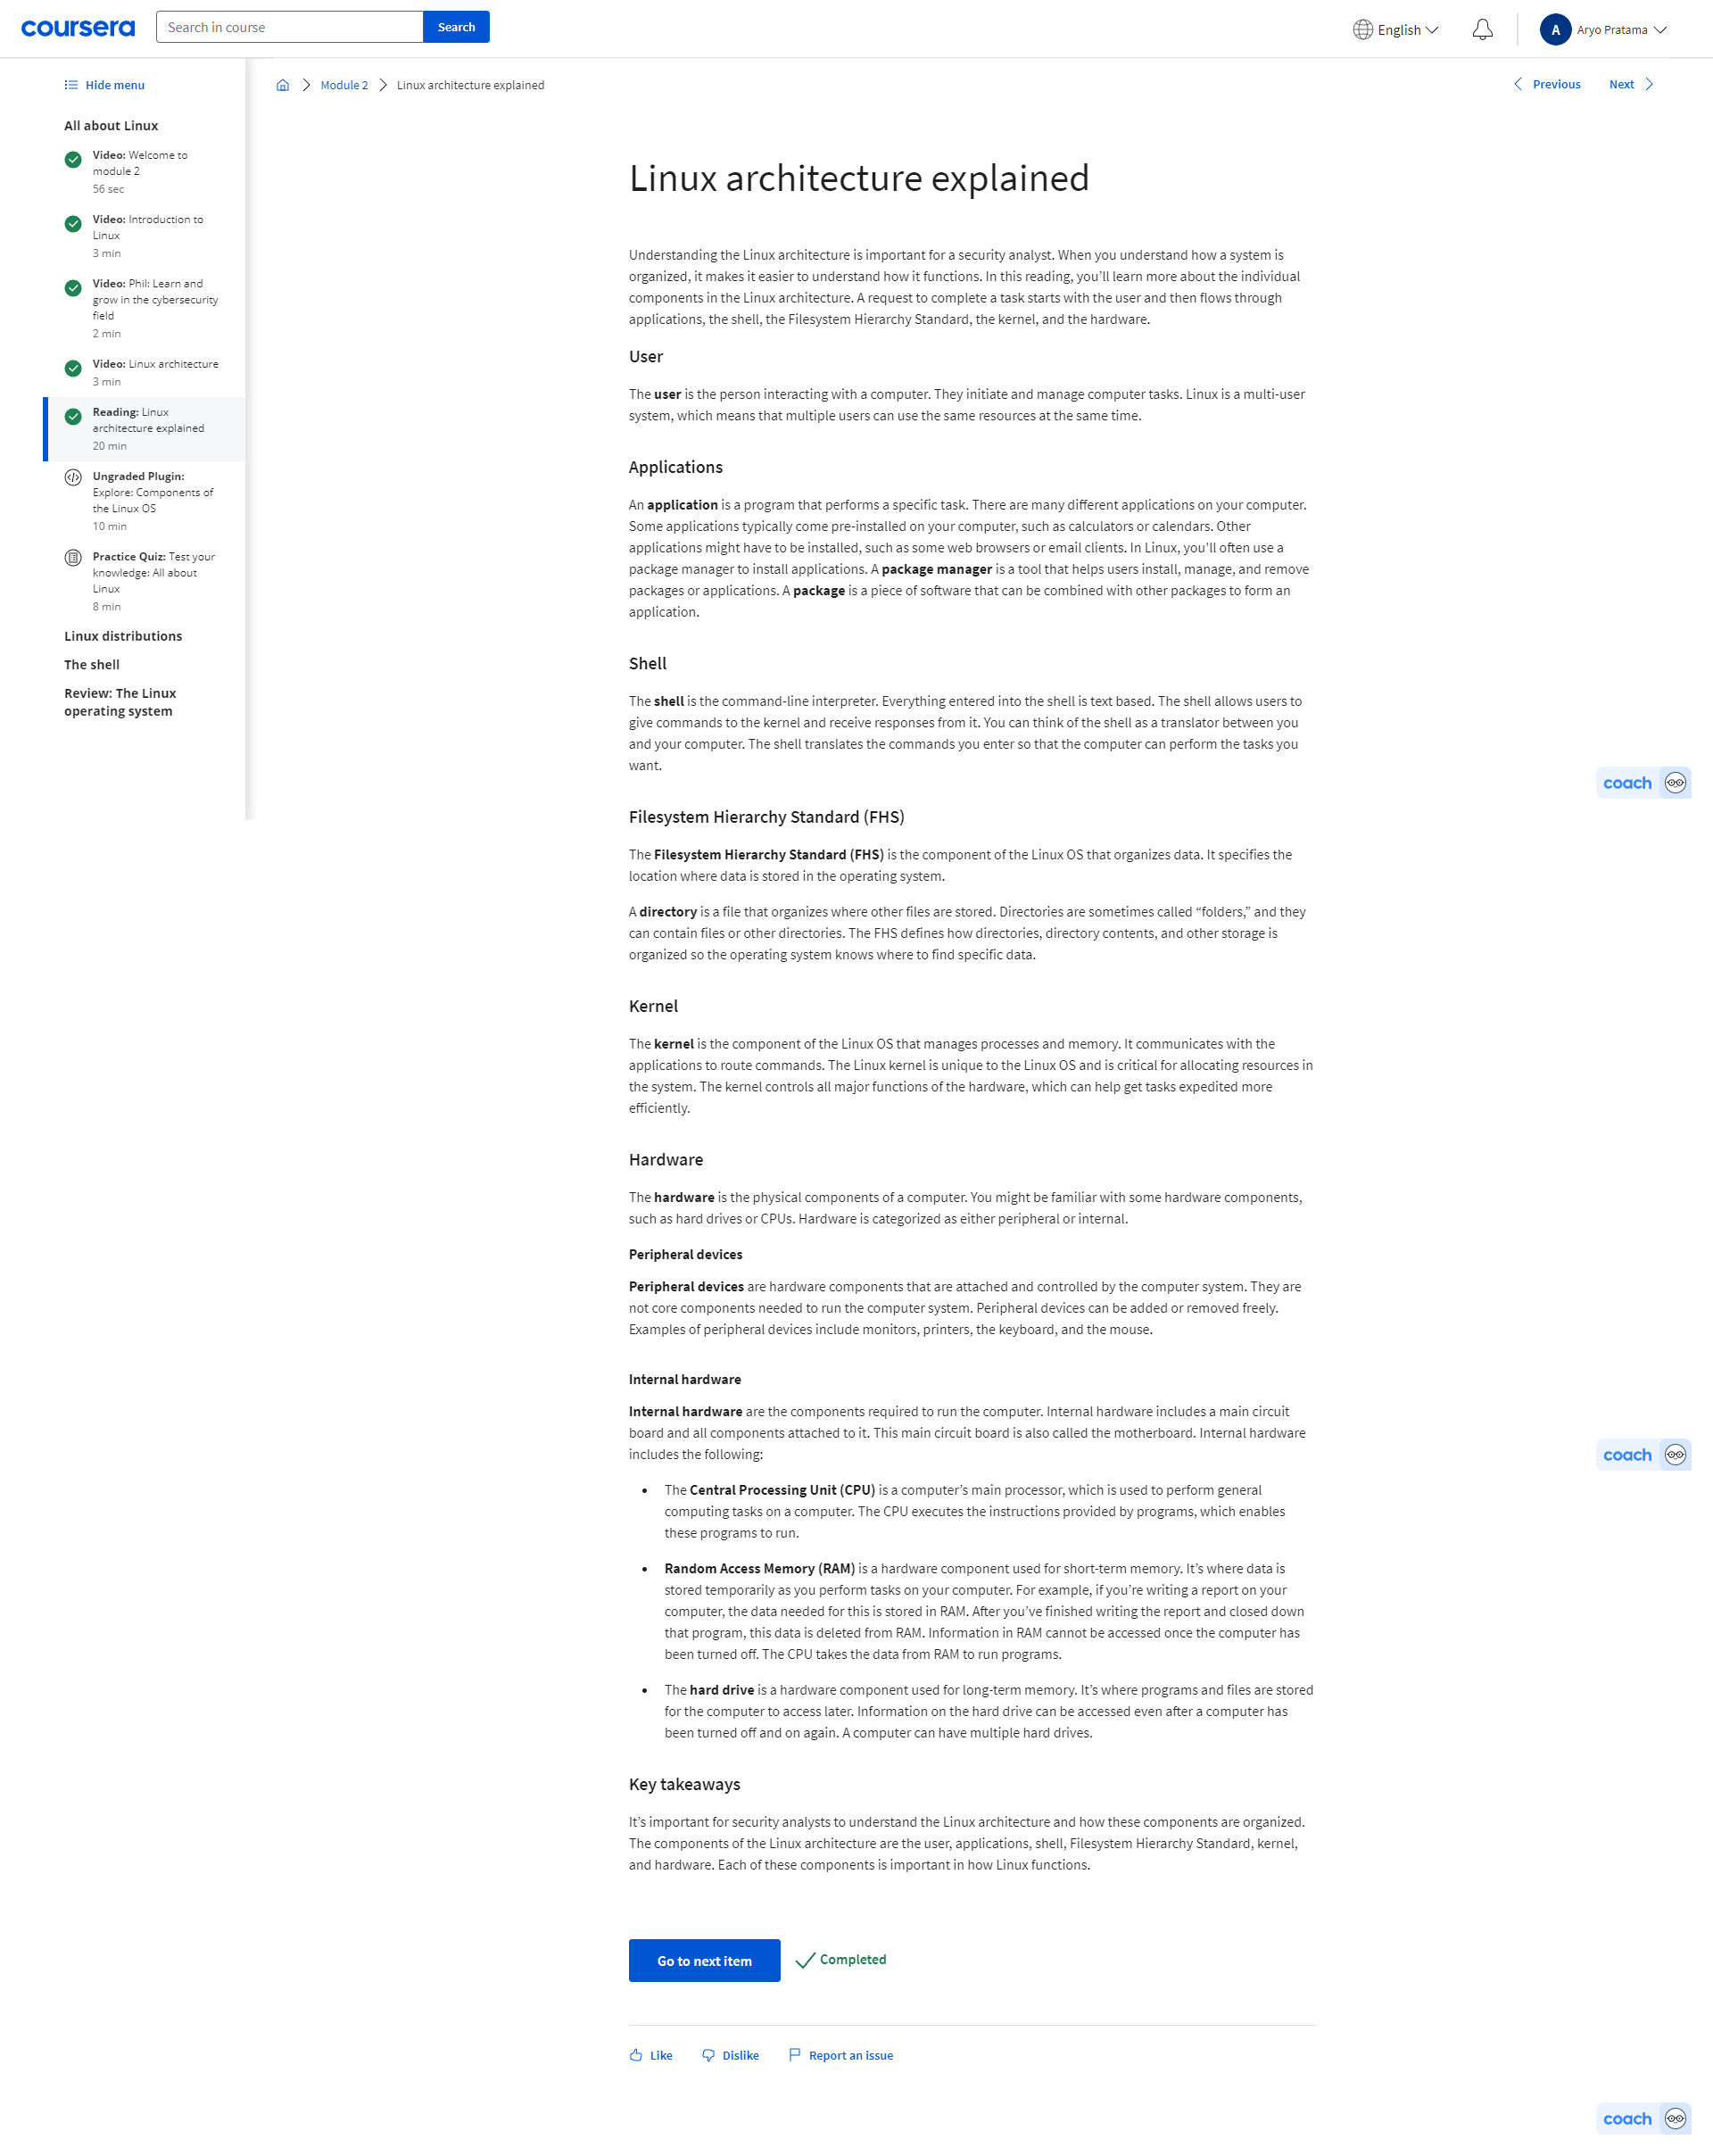 coursera
Search in course
Search
English
A
Aryo Pratama
Hide menu
All about Linux
Video: Welcome to
module 2
56 sec
Video: Introduction to
Linux
3 min
Video: Phil: Learn and
grow in the cybersecurity
field
2 min
Video: Linux architecture
3 min
Reading: Linux
architecture explained
20 min
Ungraded Plugin:
Explore: Components of
the Linux OS
10 min
Practice Quiz: Test your
knowledge: All about
Linux
8 min
Linux distributions
The shell
Review: The Linux
operating system
Module 2
Linux architecture explained
Previous
Next
Linux architecture explained
Understanding the Linux architecture is important for a security analyst. When you understand how a system is
organized, it makes it easier to understand how it functions. In this reading, you’ll learn more about the individual
components in the Linux architecture. A request to complete a task starts with the user and then flows through
applications, the shell, the Filesystem Hierarchy Standard, the kernel, and the hardware.
User
The user is the person interacting with a computer. They initiate and manage computer tasks. Linux is a multi-user
system, which means that multiple users can use the same resources at the same time.
Applications
An application is a program that performs a specific task. There are many different applications on your computer.
Some applications typically come pre-installed on your computer, such as calculators or calendars. Other
applications might have to be installed, such as some web browsers or email clients. In Linux, you'll often use a
package manager to install applications. A package manager is a tool that helps users install, manage, and remove
packages or applications. A package is a piece of software that can be combined with other packages to form an
application.
Shell
The shell is the command-line interpreter. Everything entered into the shell is text based. The shell allows users to
give commands to the kernel and receive responses from it. You can think of the shell as a translator between you
and your computer. The shell translates the commands you enter so that the computer can perform the tasks you
want.
coach
Filesystem Hierarchy Standard (FHS)
The Filesystem Hierarchy Standard (FHS) is the component of the Linux OS that organizes data. It specifies the
location where data is stored in the operating system.
A directory is a file that organizes where other files are stored. Directories are sometimes called “folders,” and they
can contain files or other directories. The FHS defines how directories, directory contents, and other storage is
organized so the operating system knows where to find specific data.
Kernel
The kernel is the component of the Linux OS that manages processes and memory. It communicates with the
applications to route commands. The Linux kernel is unique to the Linux OS and is critical for allocating resources in
the system. The kernel controls all major functions of the hardware, which can help get tasks expedited more
efficiently.
Hardware
The hardware is the physical components of a computer. You might be familiar with some hardware components,
such as hard drives or CPUs. Hardware is categorized as either peripheral or internal.
Peripheral devices
Peripheral devices are hardware components that are attached and controlled by the computer system. They are
not core components needed to run the computer system. Peripheral devices can be added or removed freely.
Examples of peripheral devices include monitors, printers, the keyboard, and the mouse.
Internal hardware
Internal hardware are the components required to run the computer. Internal hardware includes a main circuit
board and all components attached to it. This main circuit board is also called the motherboard. Internal hardware
includes the following:
coach
• The Central Processing Unit (CPU) is a computer’s main processor, which is used to perform general
computing tasks on a computer. The CPU executes the instructions provided by programs, which enables
these programs to run.
• Random Access Memory (RAM) is a hardware component used for short-term memory. It’s where data is
stored temporarily as you perform tasks on your computer. For example, if you’re writing a report on your
computer, the data needed for this is stored in RAM. After you’ve finished writing the report and closed down
that program, this data is deleted from RAM. Information in RAM cannot be accessed once the computer has
been turned off. The CPU takes the data from RAM to run programs.
• The hard drive is a hardware component used for long-term memory. It’s where programs and files are stored
for the computer to access later. Information on the hard drive can be accessed even after a computer has
been turned off and on again. A computer can have multiple hard drives.
Key takeaways
It’s important for security analysts to understand the Linux architecture and how these components are organized.
The components of the Linux architecture are the user, applications, shell, Filesystem Hierarchy Standard, kernel,
and hardware. Each of these components is important in how Linux functions.
Go to next item
Completed
Like
Dislike
Report an issue
coach